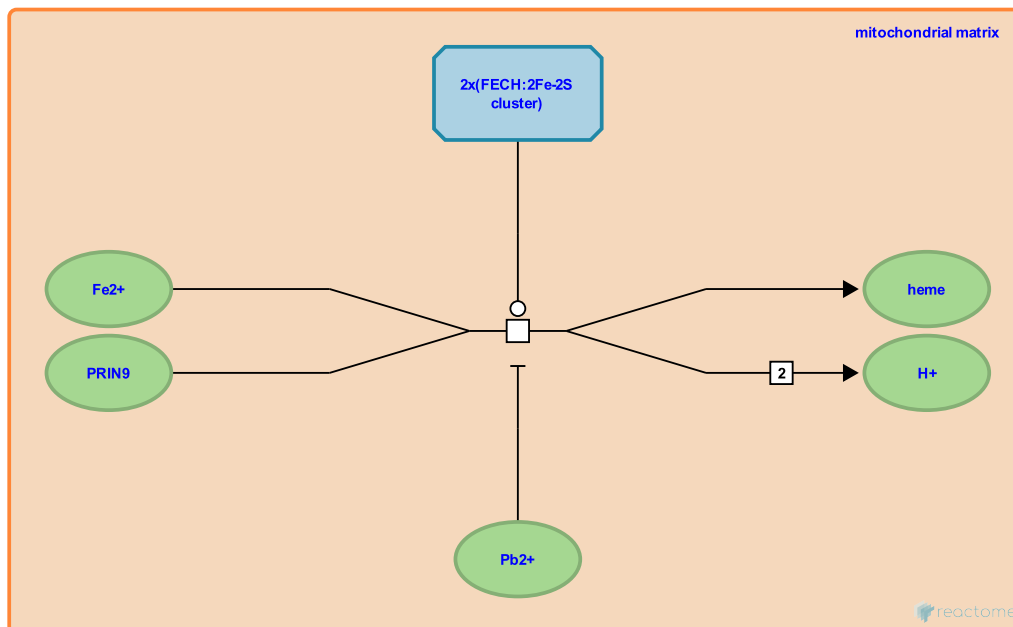 mitochondrial matrix
2x(FECH:2Fe-2S
cluster)
Fe2+
heme
PRIN9
2
H+
Pb2+
reactome